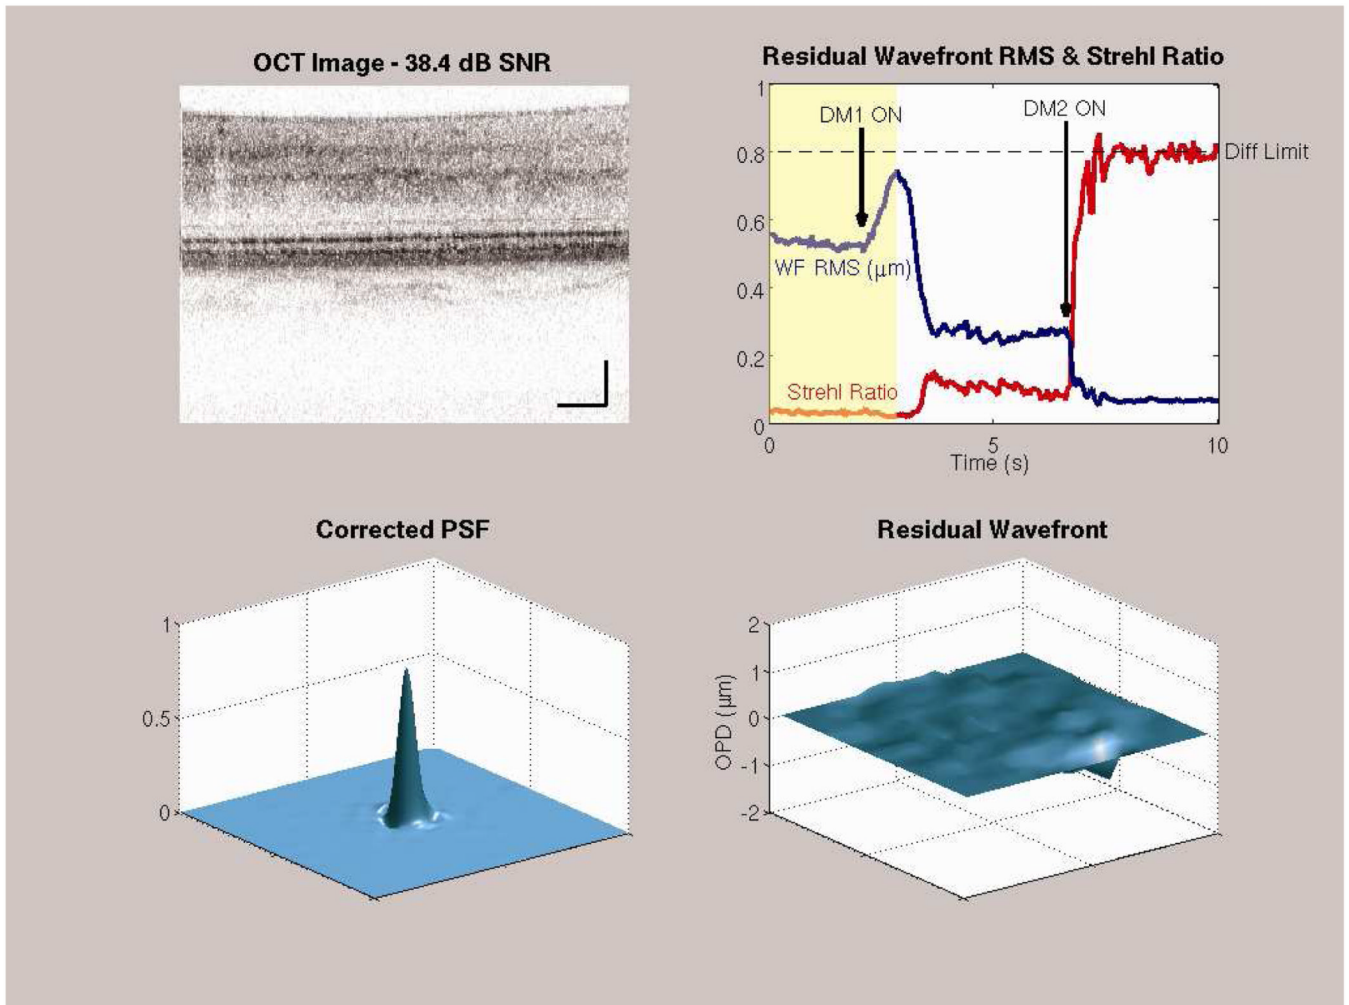 OCT Image - 38.4 dB SNR
Residual Wavefront RMS & Strehl Ratio
1
0.8
0.6
0.4
0.2
0
DM1 ON
DM2 ON
Diff Limit
WF RMS (μm)
Strehl Ratio
0
5
10
Time (s)
Corrected PSF
1
0.5
0
Residual Wavefront
OPD (μm)
2
1
0
-1
-2